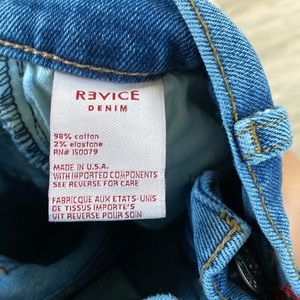 RƎVICE
DENIM
98% cotton
2% elastane
RN# 150079
MADE IN U.S.A.
WITH IMPORTED COMPONENTS
SEE REVERSE FOR CARE
FABRIQUE AUX ETATS-UNIS
DE TISSUS IMPORTE'S
VIT REVERSE POUR SOIN